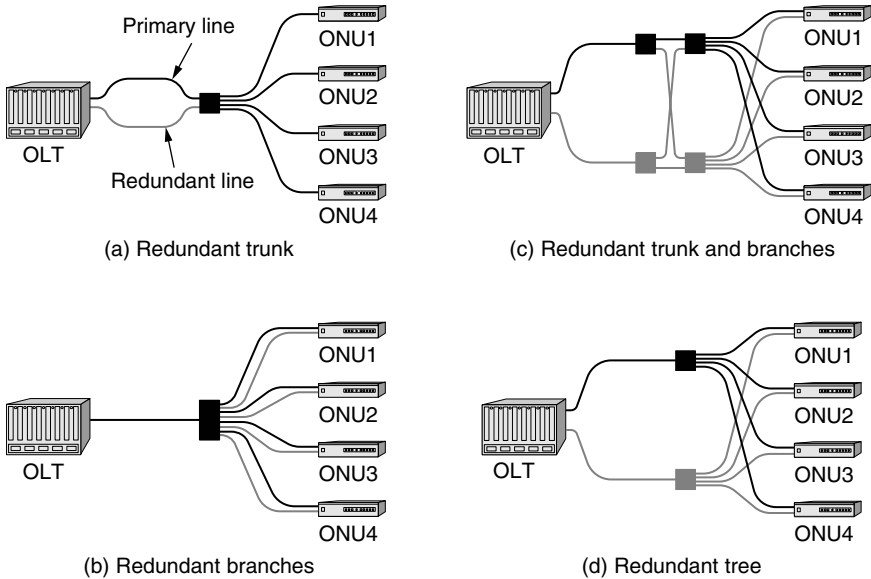 Primary line
ONU1
ONU2
ONU3
ONU4
OLT
Redundant line
(a) Redundant trunk
ONU1
ONU2
ONU3
ONU4
OLT
(b) Redundant branches
ONU1
ONU2
ONU3
ONU4
OLT
(c) Redundant trunk and branches
ONU1
ONU2
ONU3
ONU4
OLT
(d) Redundant tree